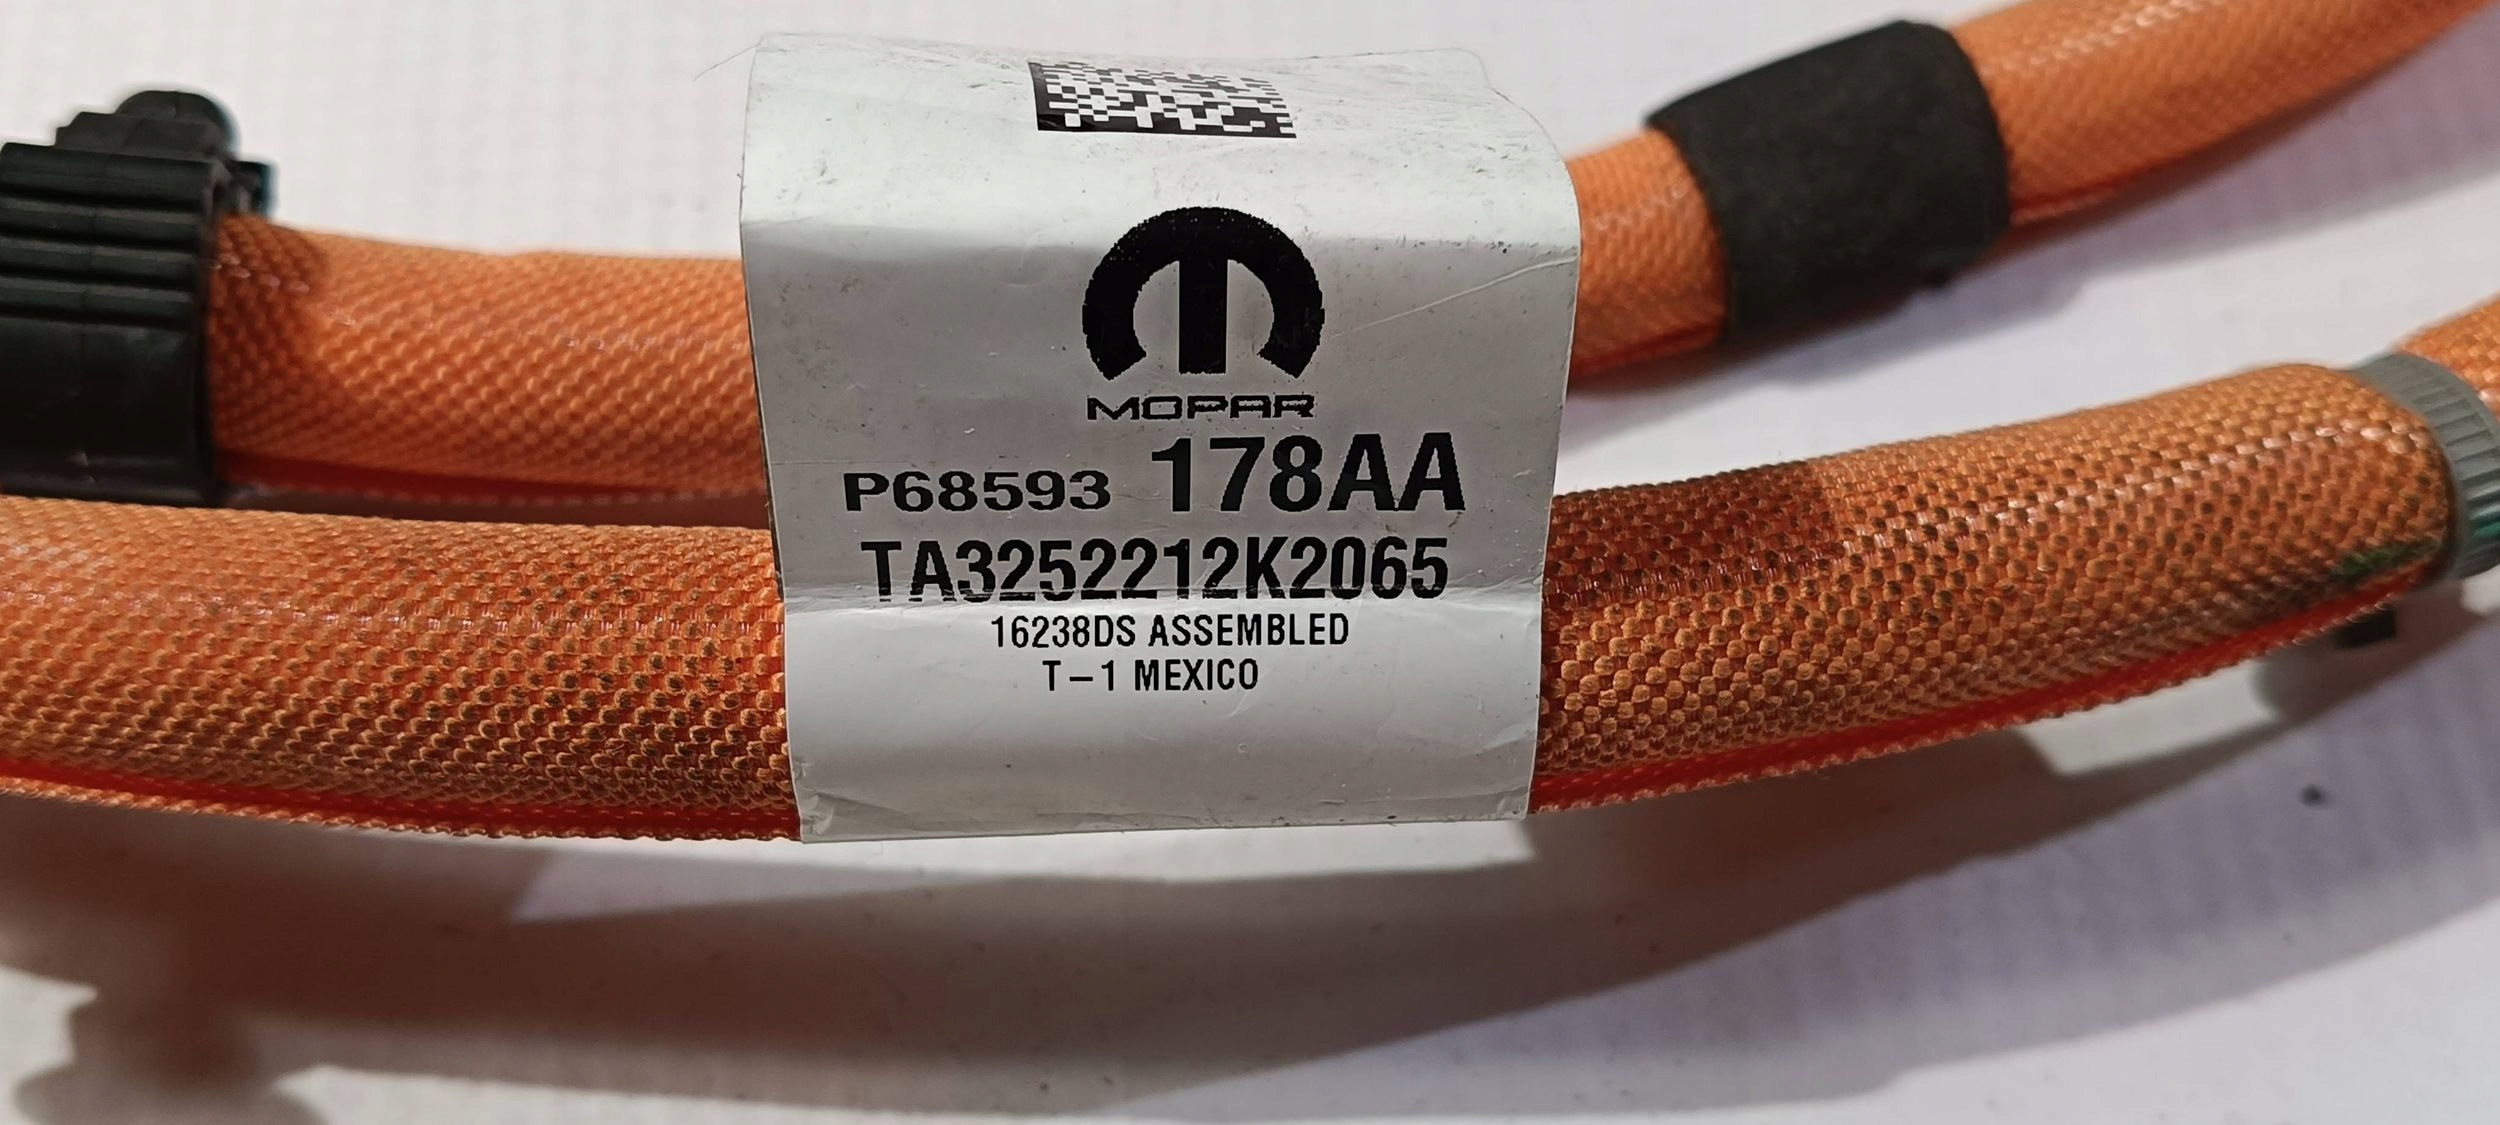 MOPAR
P68593 178AA
TA3252212K2065
16238DS ASSEMBLED
T-1 MEXICO